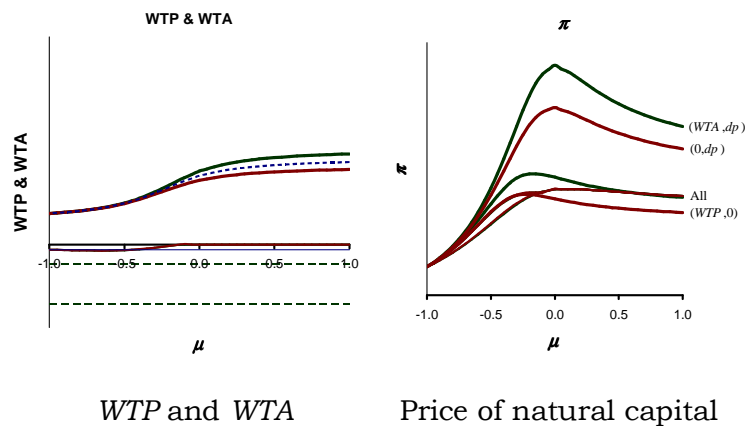 WTP & WTA
WTP & WTA
-1.0 -0.5 0.0 0.5 1.0
μ
π
π
(WTA,dp)
(0,dp)
All
(WTP,0)
-1.0 -0.5 0.0 0.5 1.0
μ
WTP and WTA
Price of natural capital